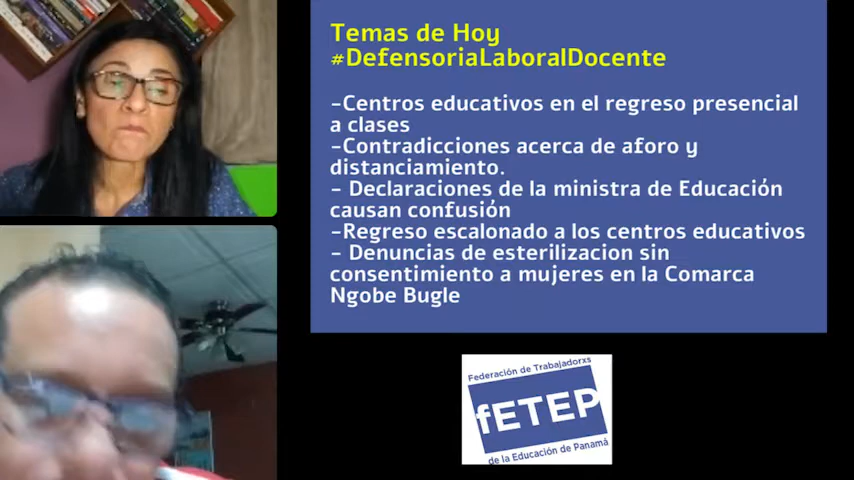 Temas de Hoy
#DefensoriaLaboralDocente
-Centros educativos en el regreso presencial
a clases
-Contradicciones acerca de aforo y
distanciamiento.
- Declaraciones de la ministra de Educación
causan confusión
-Regreso escalonado a los centros educativos
- Denuncias de esterilizacion sin
consentimiento a mujeres en la Comarca
Ngobe Bugle
Federación de Trabajadorxs
fETEP
de la Educación de Panamá